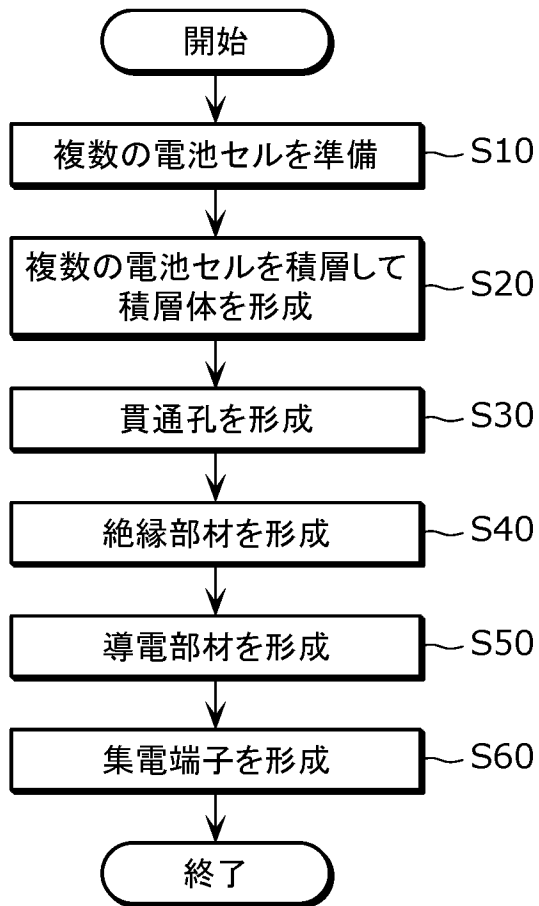 開始
複数の電池セルを準備
S10
複数の電池セルを積層して
積層体を形成
S20
貫通孔を形成
S30
絶縁部材を形成
S40
導電部材を形成
S50
集電端子を形成
S60
終了